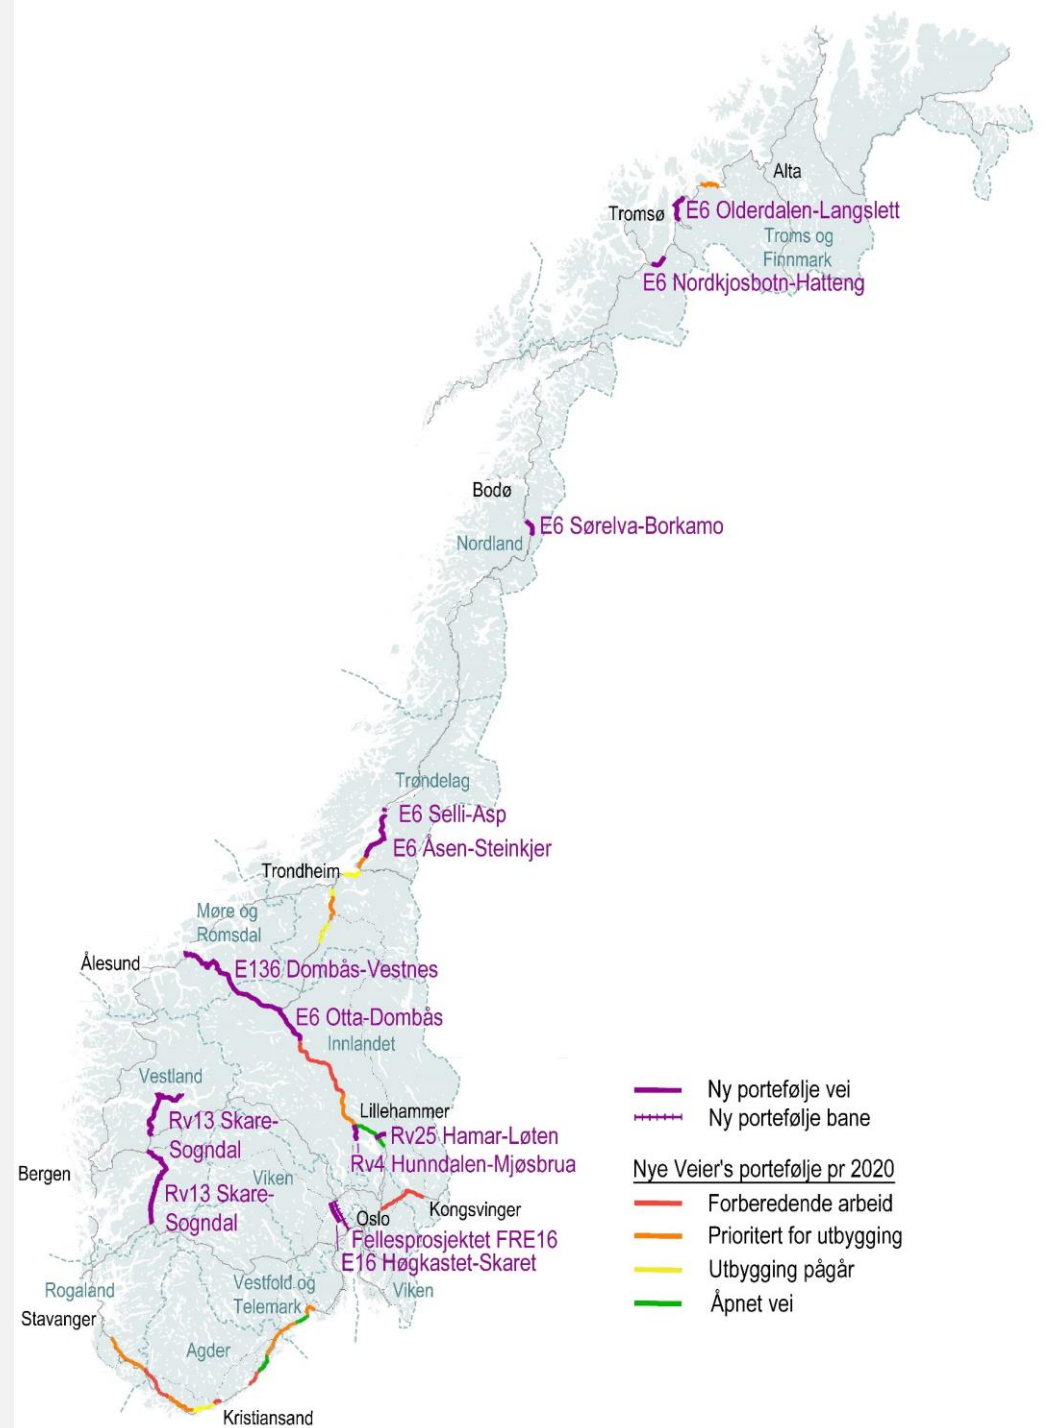 Alta
Tromsø
E6 Olderdalen-Langslett
Troms og
Finnmark
E6 Nordkjosbotn-Hatteng
Bodø
E6 Sørelva-Borkamo
Nordland
Trøndelag
E6 Selli-Asp
E6 Åsen-Steinkjer
Trondheim
Møre og
Romsdal
Ålesund
E136 Dombås-Vestnes
E6 Otta-Dombås
Innlandet
Vestland
Lillehammer
Rv13 Skare-
Sogndal
Rv25 Hamar-Løten
Rv4 Hunndalen-Mjøsbrua
Bergen
Viken
Rv13 Skare-
Sogndal
Kongsvinger
Oslo
Fellesprosjektet FRE16
E16 Høgkastet-Skaret
Rogaland
Vestfold og
Telemark
Viken
Stavanger
Agder
Kristiansand
Ny portefølje vei
Ny portefølje bane
Nye Veier's portefølje pr 2020
Forberedende arbeid
Prioritert for utbygging
Utbygging pågår
Åpnet vei